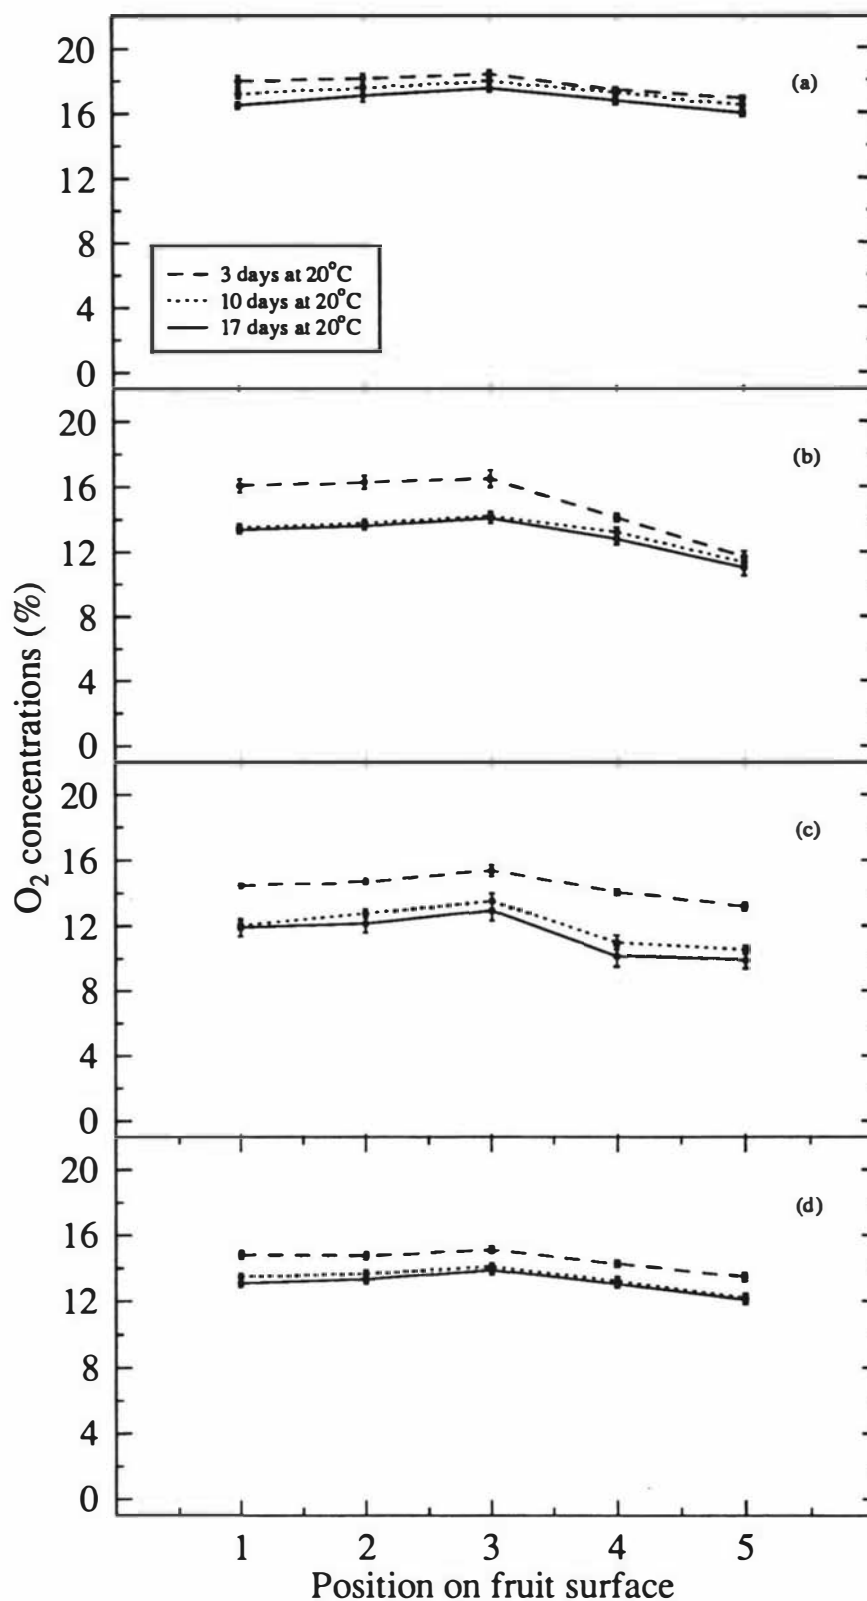 20
16
12
8
4
0
(a)
3 days at 20°C
10 days at 20°C
17 days at 20°C
20
16
12
8
4
0
(b)
O₂ concentrations (%)
20
16
12
8
4
0
(c)
20
16
12
8
4
0
(d)
1 2 3 4 5
Position on fruit surface